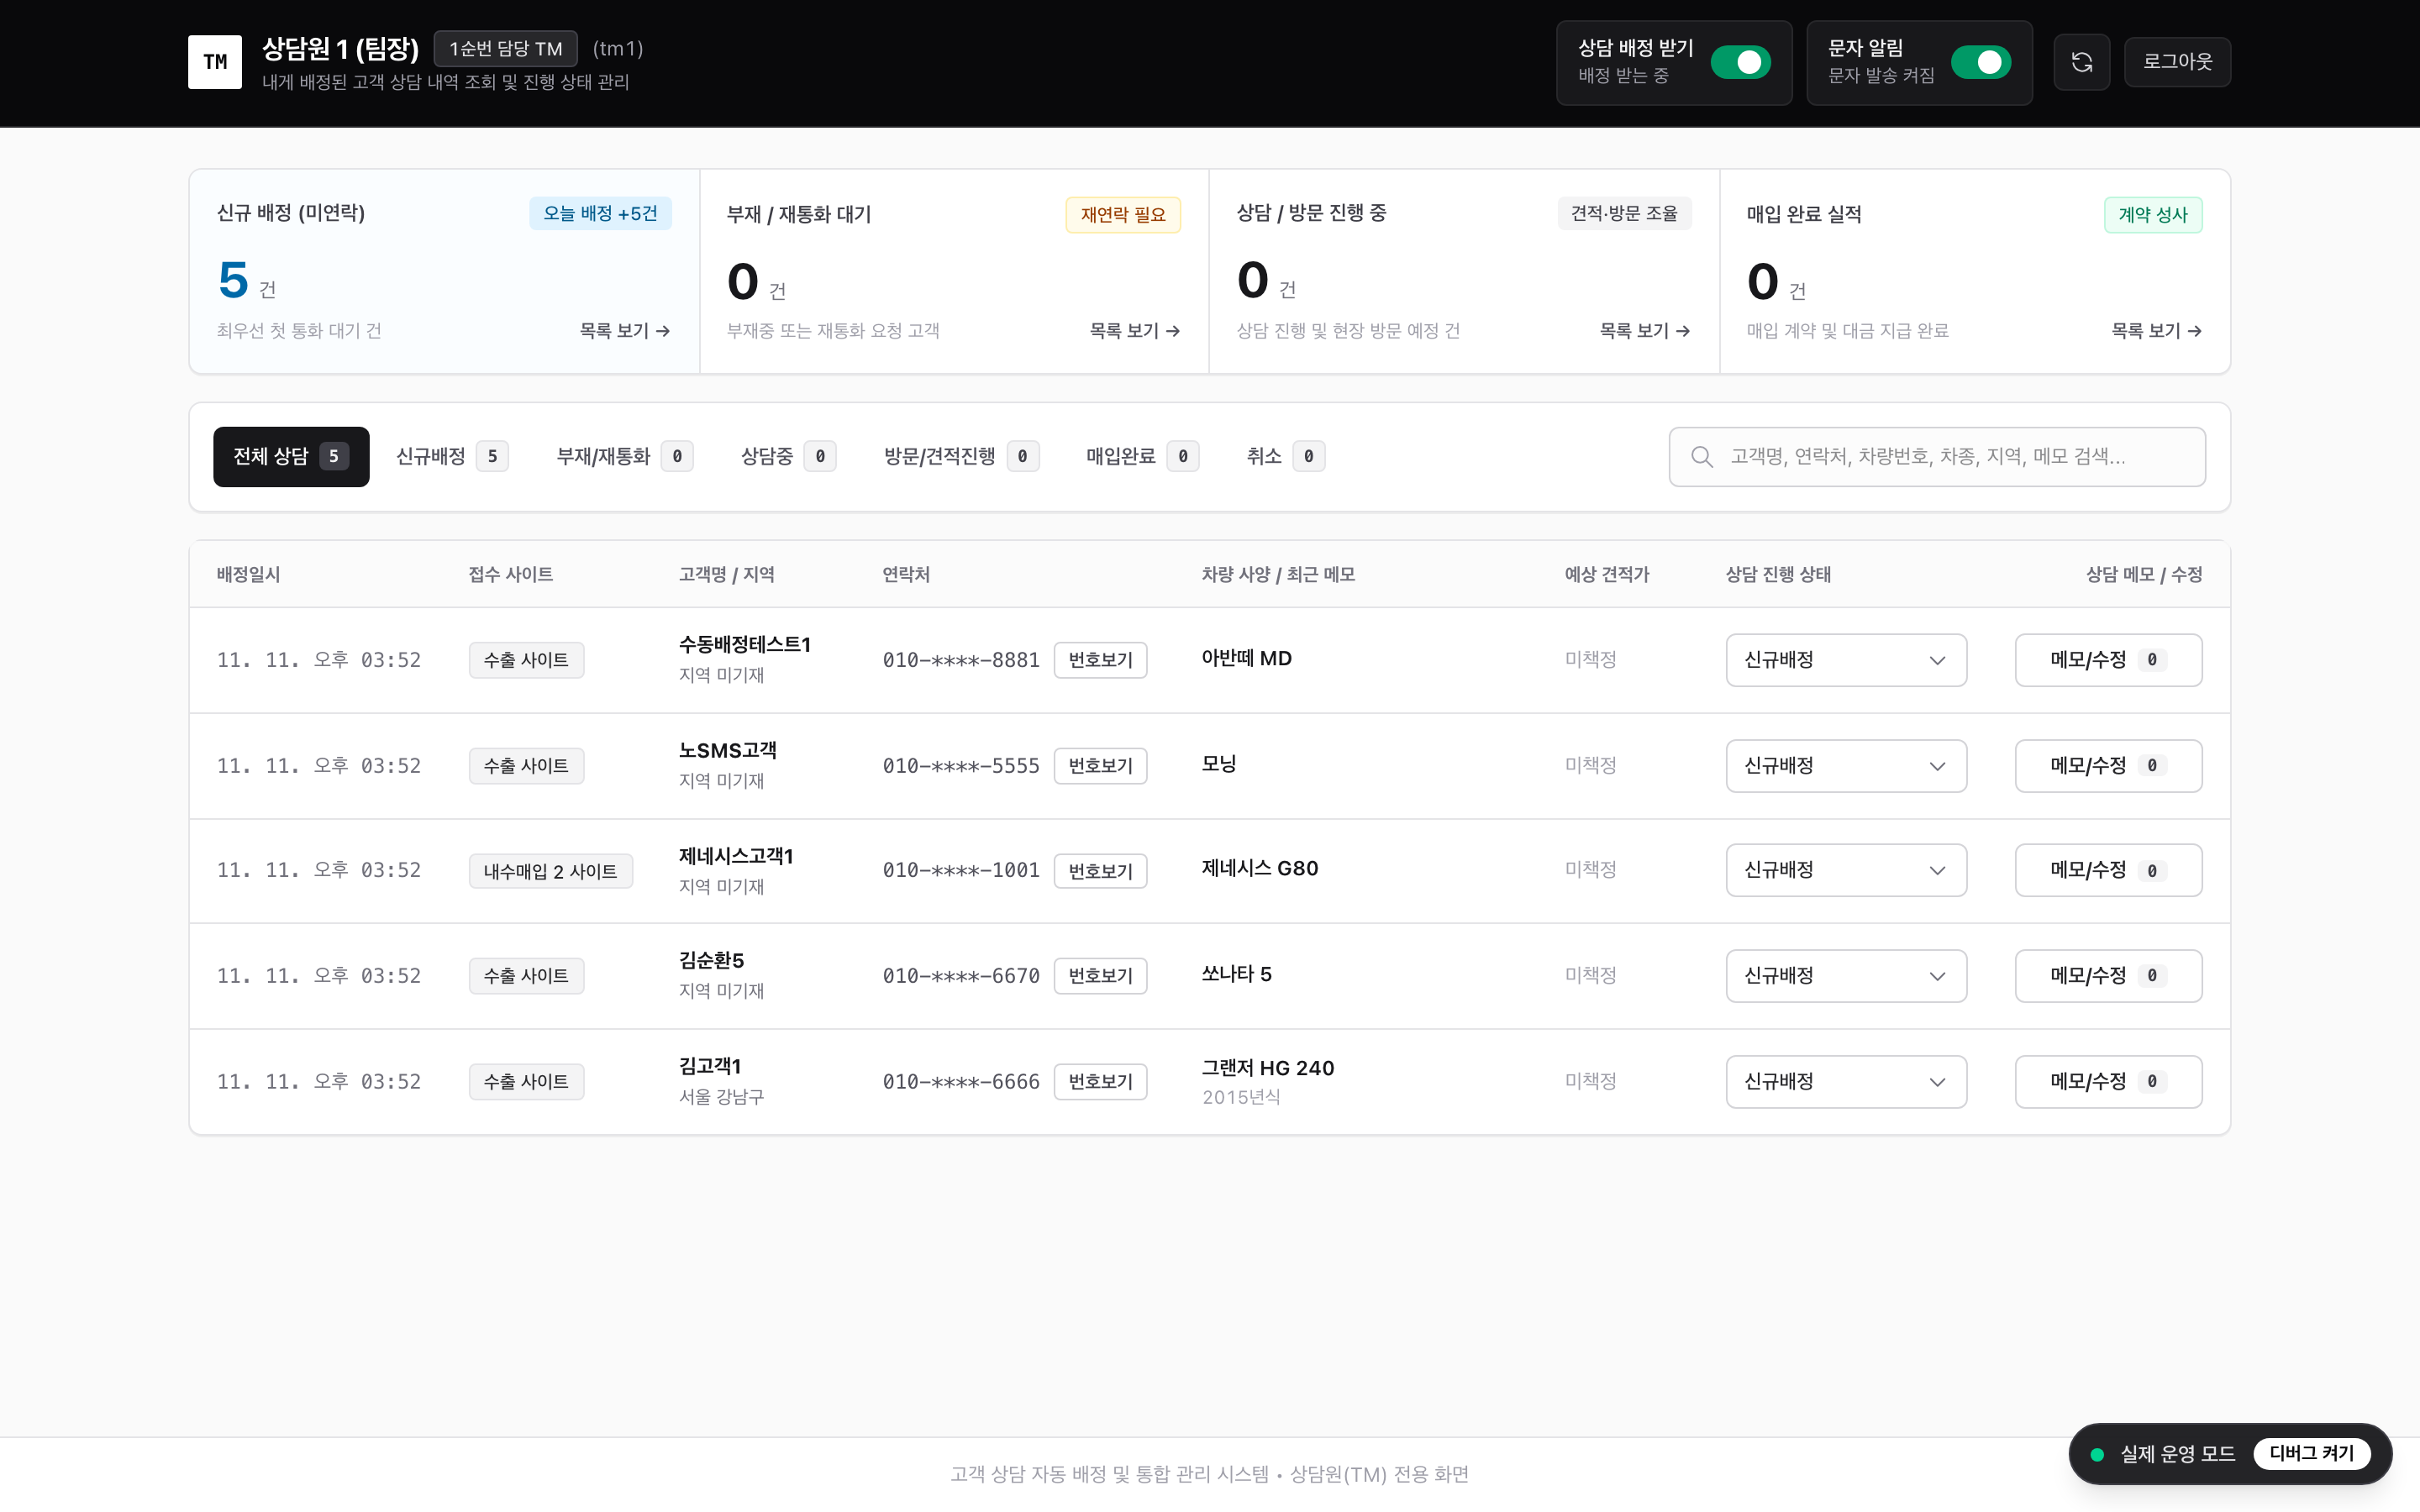 TM
상담원 1 (팀장) 1순번 담당 TM (tm1)
내게 배정된 고객 상담 내역 조회 및 진행 상태 관리
상담 배정 받기
배정 받는 중
문자 알림
문자 발송 켜짐
로그아웃
신규 배정 (미연락) 오늘 배정 +5건
5 건
최우선 첫 통화 대기 건 목록 보기 →
부재 / 재통화 대기 재연락 필요
0 건
부재중 또는 재통화 요청 고객 목록 보기 →
상담 / 방문 진행 중 견적·방문 조율
0 건
상담 진행 및 현장 방문 예정 건 목록 보기 →
매입 완료 실적 계약 성사
0 건
매입 계약 및 대금 지급 완료 목록 보기 →
전체 상담 5 신규배정 5 부재/재통화 0 상담중 0 방문/견적진행 0 매입완료 0 취소 0 고객명, 연락처, 차량번호, 차종, 지역, 메모 검색...
배정일시 접수 사이트 고객명 / 지역 연락처 차량 사양 / 최근 메모 예상 견적가 상담 진행 상태 상담 메모 / 수정
11. 11. 오후 03:52 수출 사이트 수동배정테스트1 010-****-8881 번호보기 아반떼 MD 미책정 신규배정 메모/수정 0
지역 미기재
11. 11. 오후 03:52 수출 사이트 노SMS고객 010-****-5555 번호보기 모닝 미책정 신규배정 메모/수정 0
지역 미기재
11. 11. 오후 03:52 내수매입 2 사이트 제네시스고객1 010-****-1001 번호보기 제네시스 G80 미책정 신규배정 메모/수정 0
지역 미기재
11. 11. 오후 03:52 수출 사이트 김순환5 010-****-6670 번호보기 쏘나타 5 미책정 신규배정 메모/수정 0
지역 미기재
11. 11. 오후 03:52 수출 사이트 김고객1 010-****-6666 번호보기 그랜저 HG 240 미책정 신규배정 메모/수정 0
서울 강남구 2015년식
고객 상담 자동 배정 및 통합 관리 시스템 • 상담원(TM) 전용 화면
실제 운영 모드 디버그 켜기